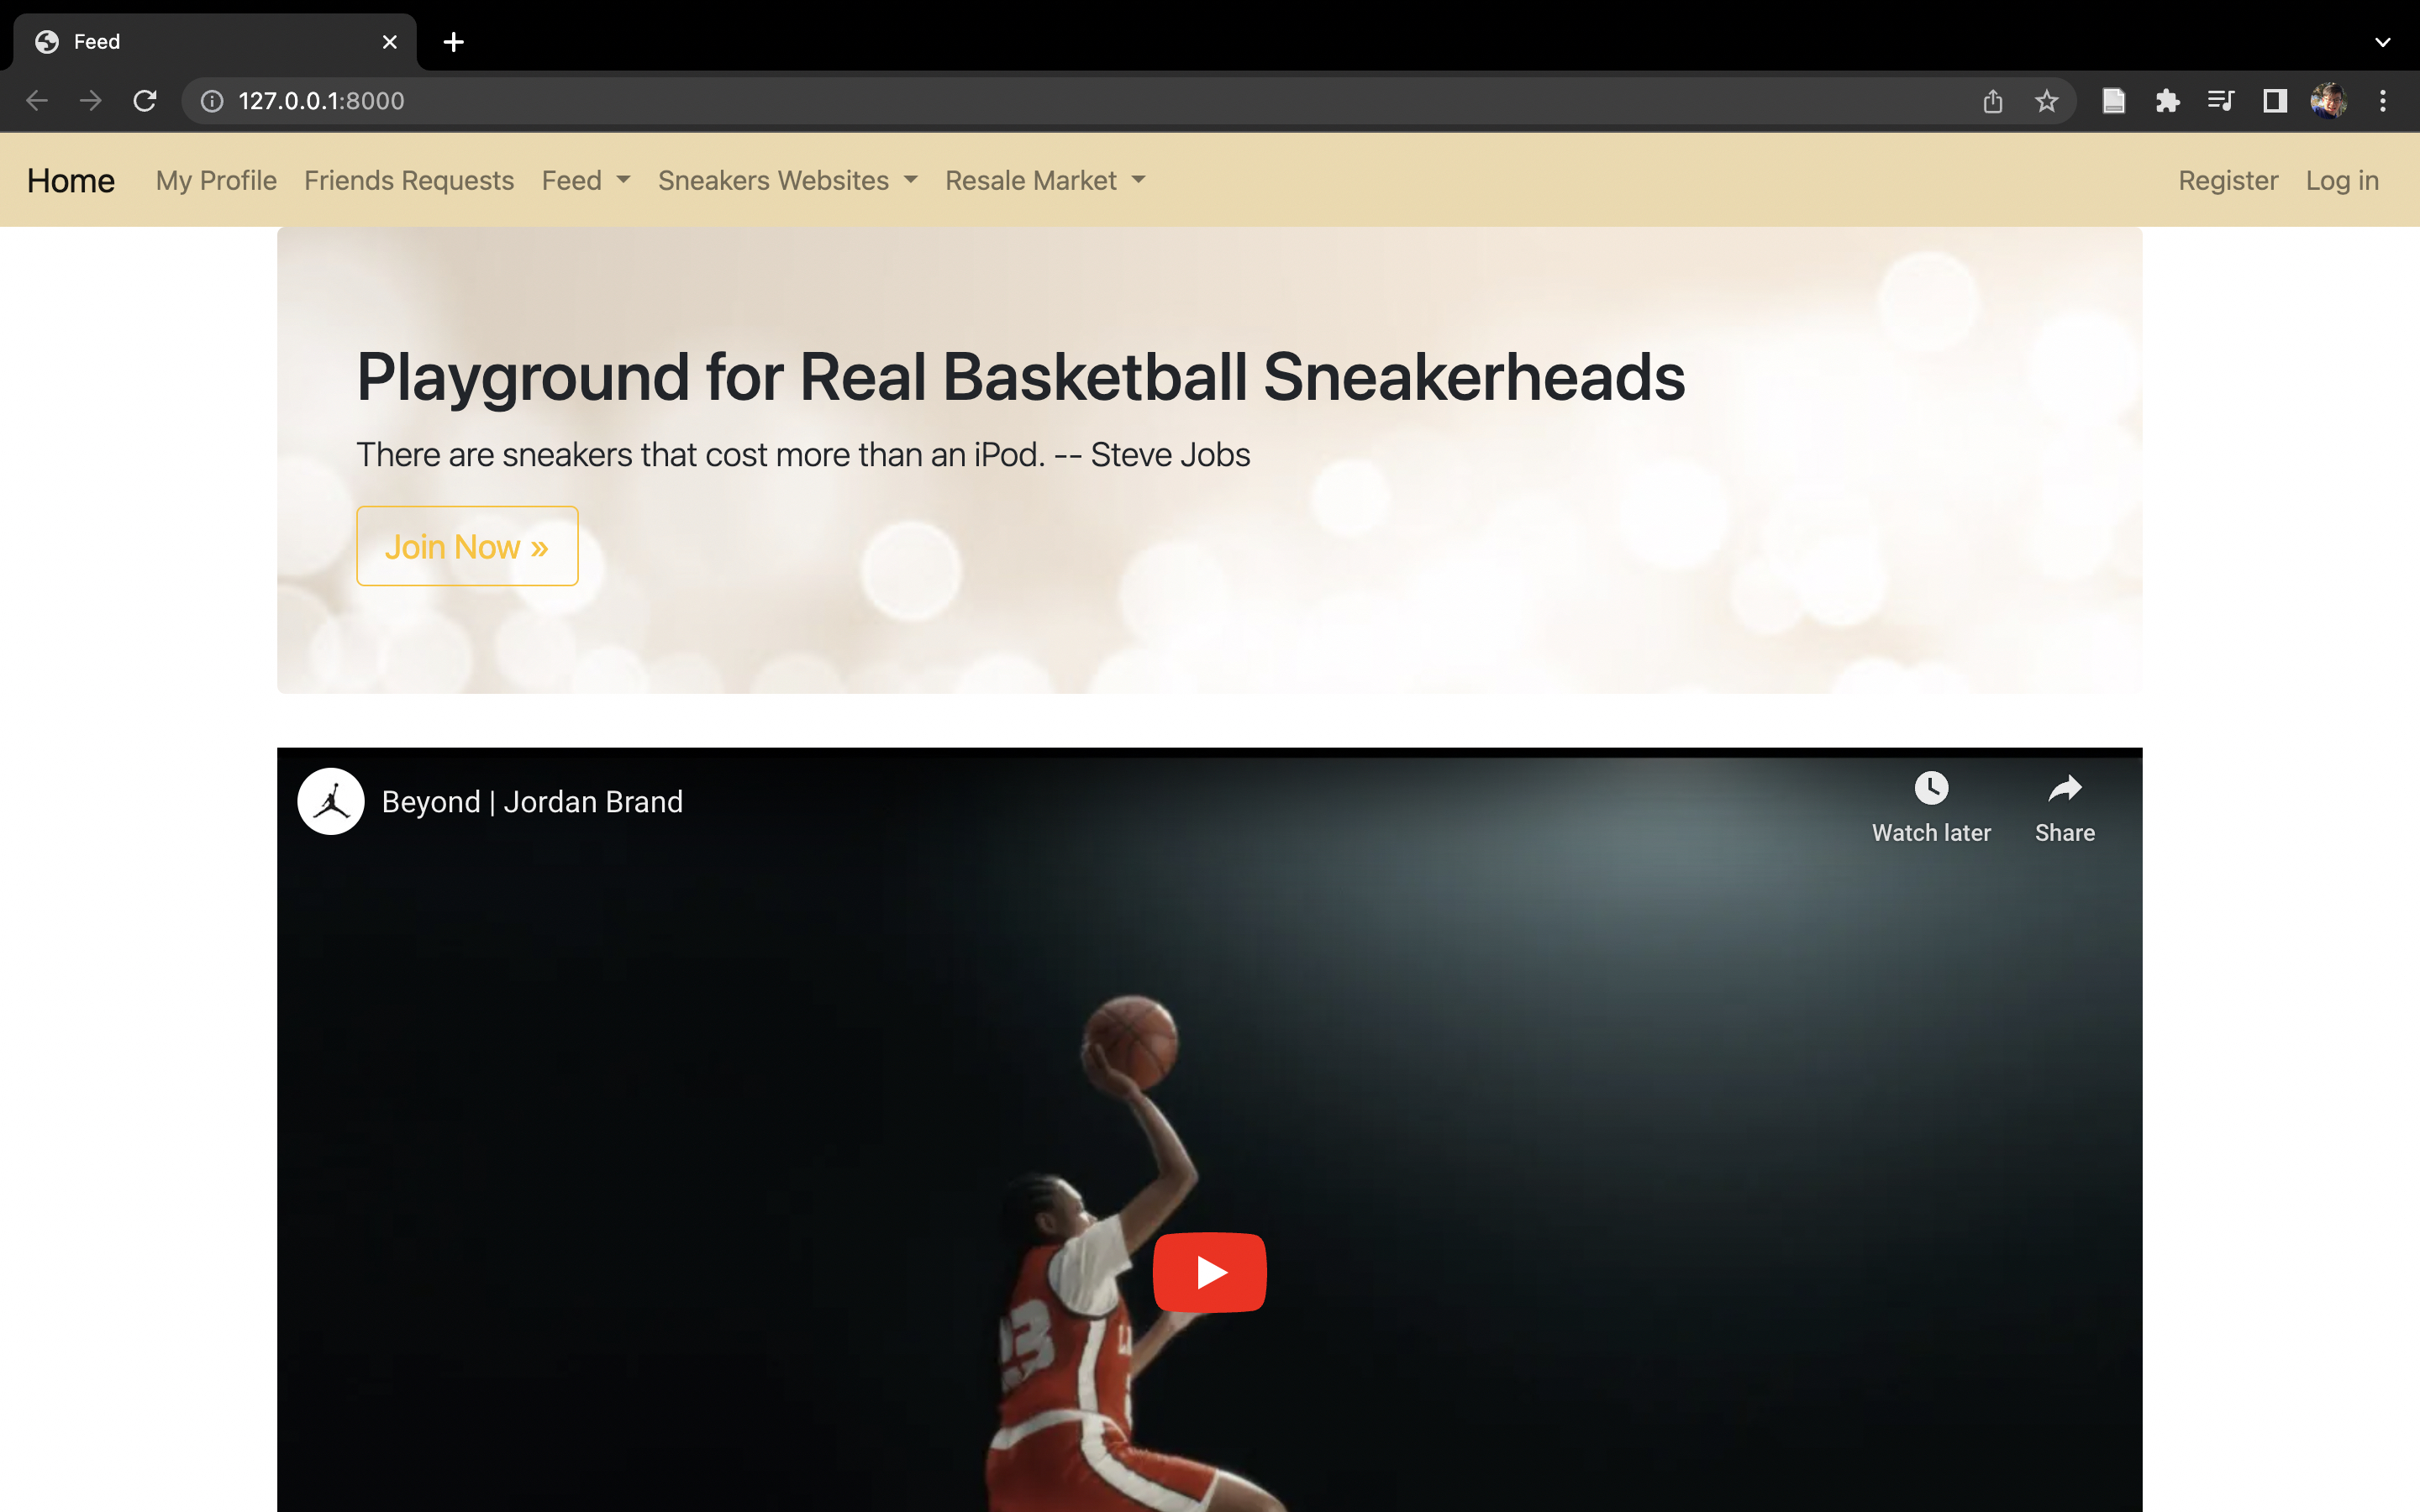 Feed
127.0.0.1:8000
Home My Profile Friends Requests Feed Sneakers Websites Resale Market Register Log in
Playground for Real Basketball Sneakerheads
There are sneakers that cost more than an iPod. -- Steve Jobs
Join Now »
Beyond | Jordan Brand
Watch later Share
23